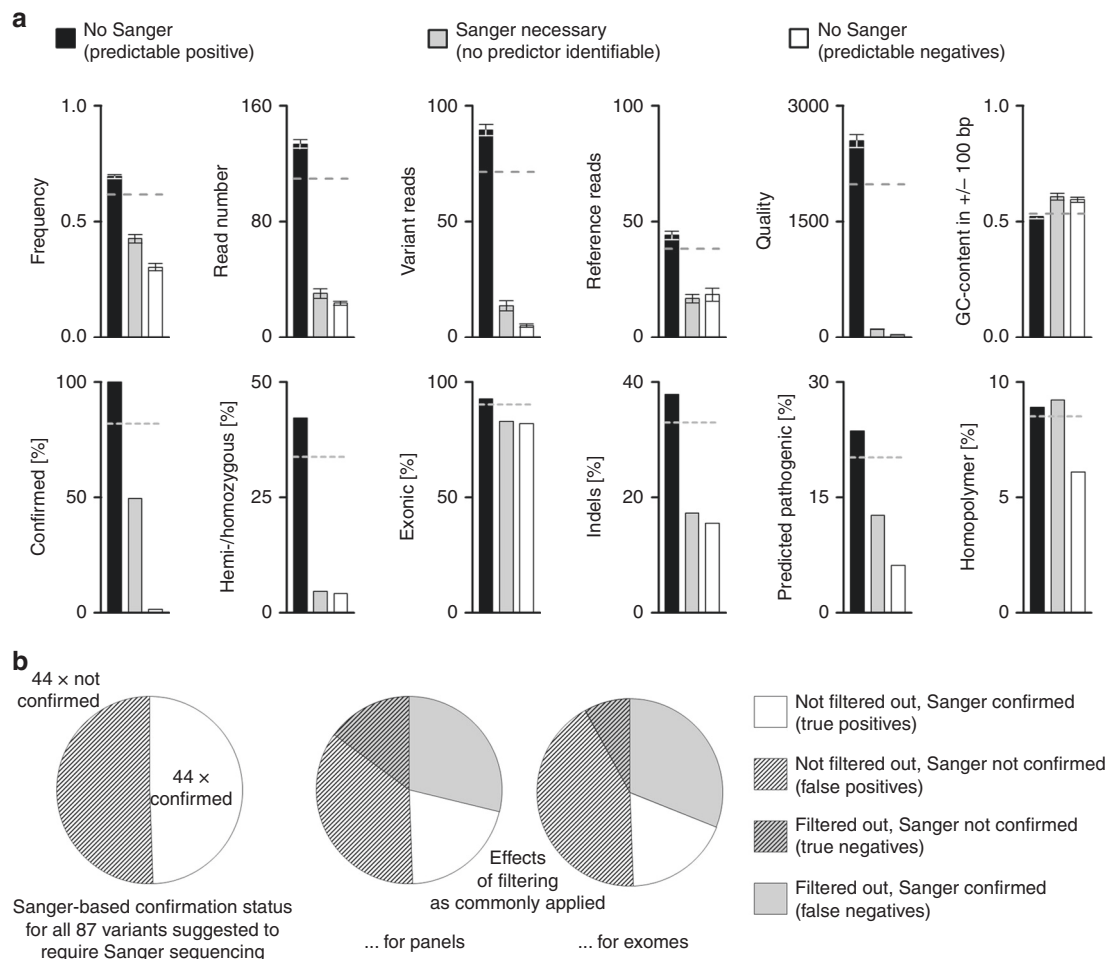 a
No Sanger
(predictable positive)
Sanger necessary
(no predictor identifiable)
No Sanger
(predictable negatives)
Frequency
1.0
0.5
0.0
Read number
160
80
0
Variant reads
100
50
0
Reference reads
100
50
0
Quality
3000
1500
0
GC-content in +/− 100 bp
1.0
0.5
0.0
Confirmed [%]
100
50
0
Hemi-/homozygous [%]
50
25
0
Exonic [%]
100
50
0
Indels [%]
40
20
0
Predicted pathogenic [%]
30
15
0
Homopolymer [%]
10
5
0
b
44 × not
confirmed
44 ×
confirmed
Sanger-based confirmation status
for all 87 variants suggested to
require Sanger sequencing
Effects
of filtering
as commonly applied
... for panels
... for exomes
Not filtered out, Sanger confirmed
(true positives)
Not filtered out, Sanger not confirmed
(false positives)
Filtered out, Sanger not confirmed
(true negatives)
Filtered out, Sanger confirmed
(false negatives)